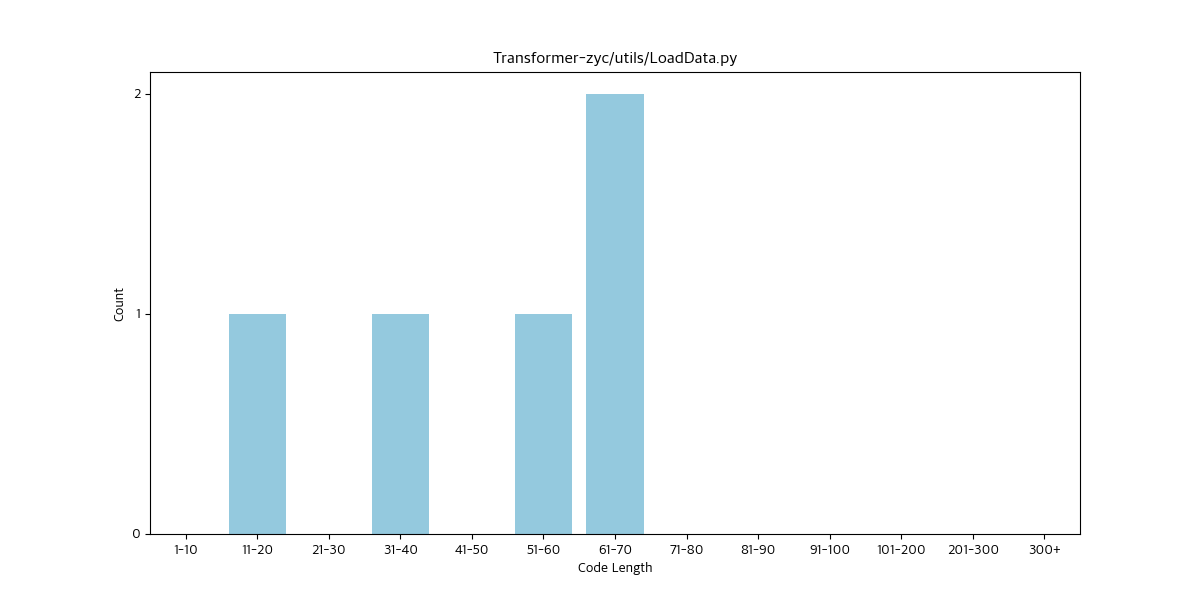 Transformer-zyc/utils/LoadData.py
2
1
0
Count
1-10 11-20 21-30 31-40 41-50 51-60 61-70 71-80 81-90 91-100 101-200 201-300 300+
Code Length